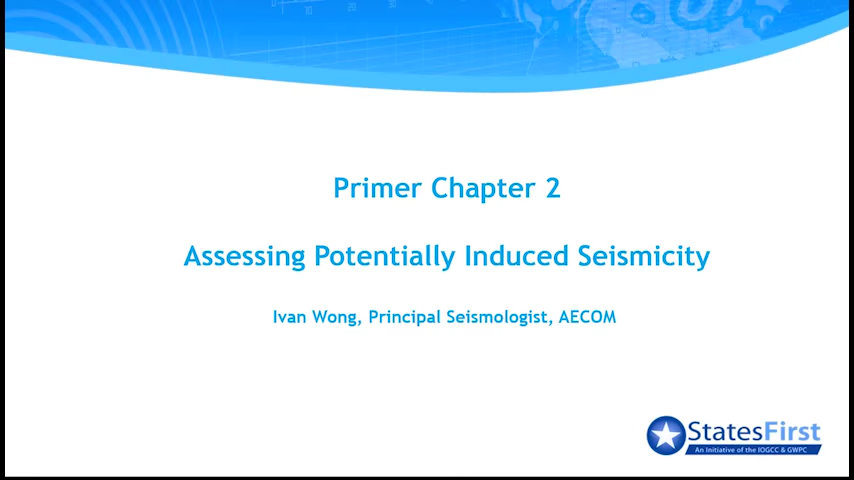 Primer Chapter 2
Assessing Potentially Induced Seismicity
Ivan Wong, Principal Seismologist, AECOM
StatesFirst
An Initiative of the IOGCC & GWPC